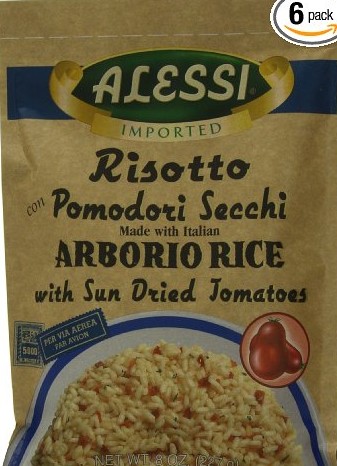 6
pack
ALESSI
IMPORTED
Risotto
con Pomodori Secchi
Made with Italian
ARBORIO RICE
with Sun Dried Tomatoes
PER VIA AEREA
PAR AVION
NET WT. 8 OZ.